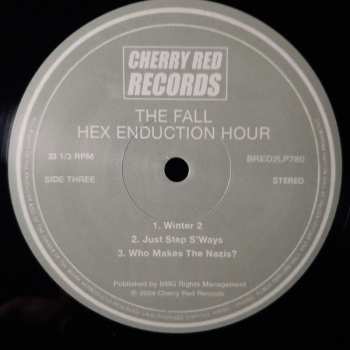 CHERRY RED
RECORDS
THE FALL
HEX ENDUCTION HOUR
33 1/3 RPM
BRED2LP780
SIDE THREE
STEREO
1. Winter 2
2. Just Step S'Ways
3. Who Makes The Nazis?
Published by BMG Rights Management
© 2024 Cherry Red Records